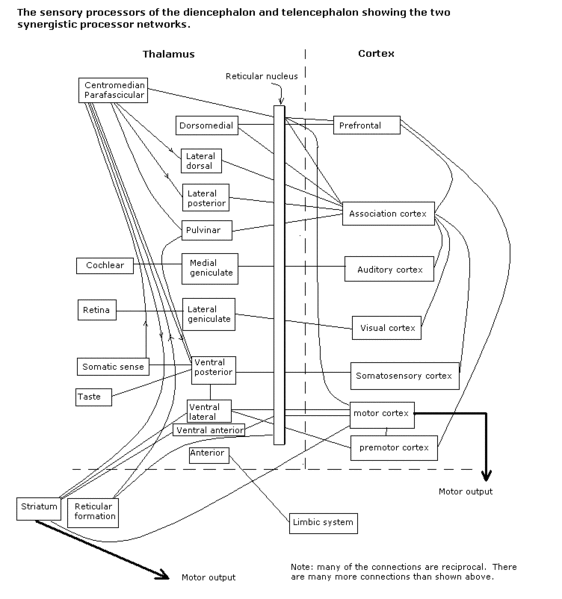 The sensory processors of the diencephalon and telencephalon showing the two
synergistic processor networks.
Thalamus
Cortex
Reticular nucleus
Centromedian
Parafascicular
Dorsomedial
Prefrontal
Lateral
dorsal
Lateral
posterior
Association cortex
Pulvinar
Cochlear
Medial
geniculate
Auditory cortex
Retina
Lateral
geniculate
Visual cortex
Somatic sense
Ventral
posterior
Somatosensory cortex
Taste
Ventral
lateral
motor cortex
Ventral anterior
premotor cortex
Anterior
Motor output
Striatum
Reticular
formation
Limbic system
Motor output
Note: many of the connections are reciprocal. There
are many more connections than shown above.